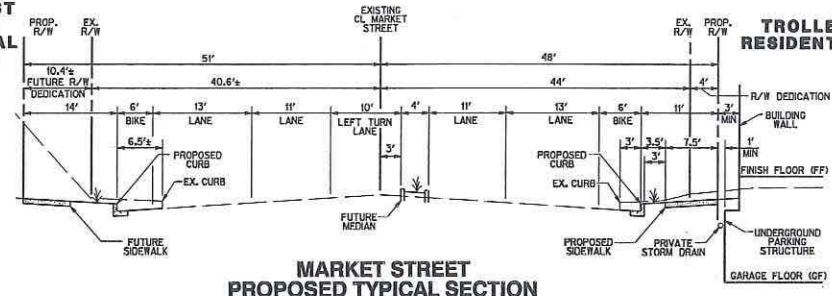 ST
AL
PROP.
R/W
EX.
R/W
EXISTING
CL MARKET
STREET
EX.
R/W
PROP.
R/W
TROLLE
RESIDENT
51'
48'
10.4'±
FUTURE R/W
DEDICATION
40.6'±
44'
4'
R/W DEDICATION
14'
6'
BIKE
13'
LANE
11'
LANE
10'
LEFT TURN
LANE
4'
11'
LANE
13'
LANE
6'
BIKE
11'
3'
MIN
BUILDING
WALL
6.5'±
3'
3'
3.5'
7.5'
3'
1'
MIN
PROPOSED
CURB
EX. CURB
PROPOSED
CURB
EX. CURB
FINISH FLOOR (FF)
FUTURE
SIDEWALK
FUTURE
MEDIAN
PROPOSED
SIDEWALK
PRIVATE
STORM DRAIN
UNDERGROUND
PARKING
STRUCTURE
GARAGE FLOOR (GF)
MARKET STREET
PROPOSED TYPICAL SECTION